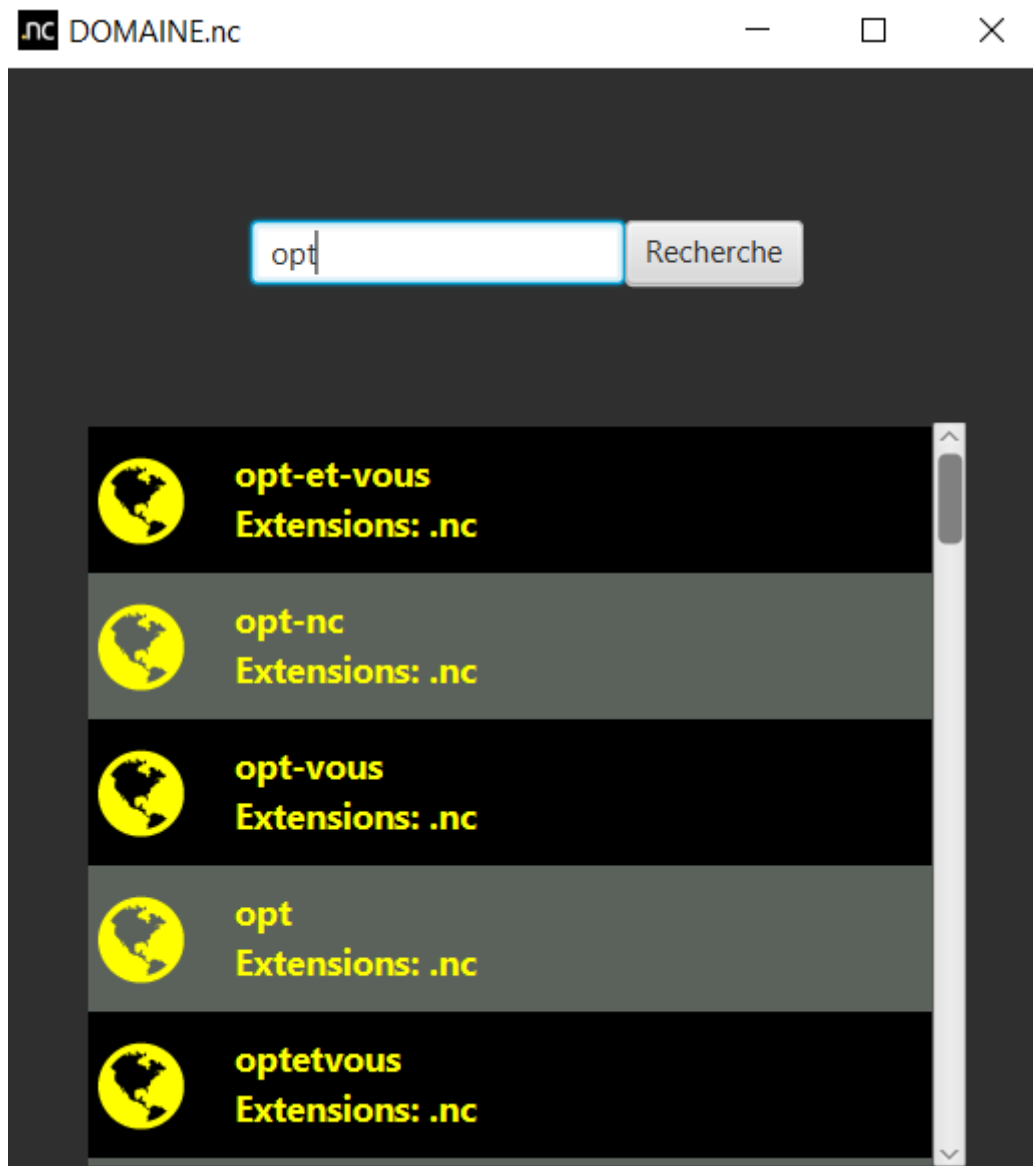 .nc DOMAINE.nc
opt
Recherche
opt-et-vous
Extensions: .nc
opt-nc
Extensions: .nc
opt-vous
Extensions: .nc
opt
Extensions: .nc
optetvous
Extensions: .nc